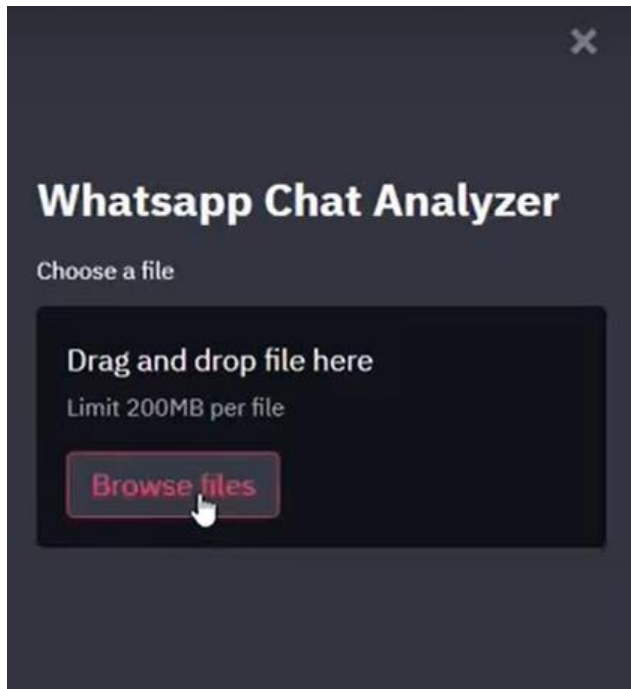 Whatsapp Chat Analyzer
Choose a file
Drag and drop file here
Limit 200MB per file
Browse files